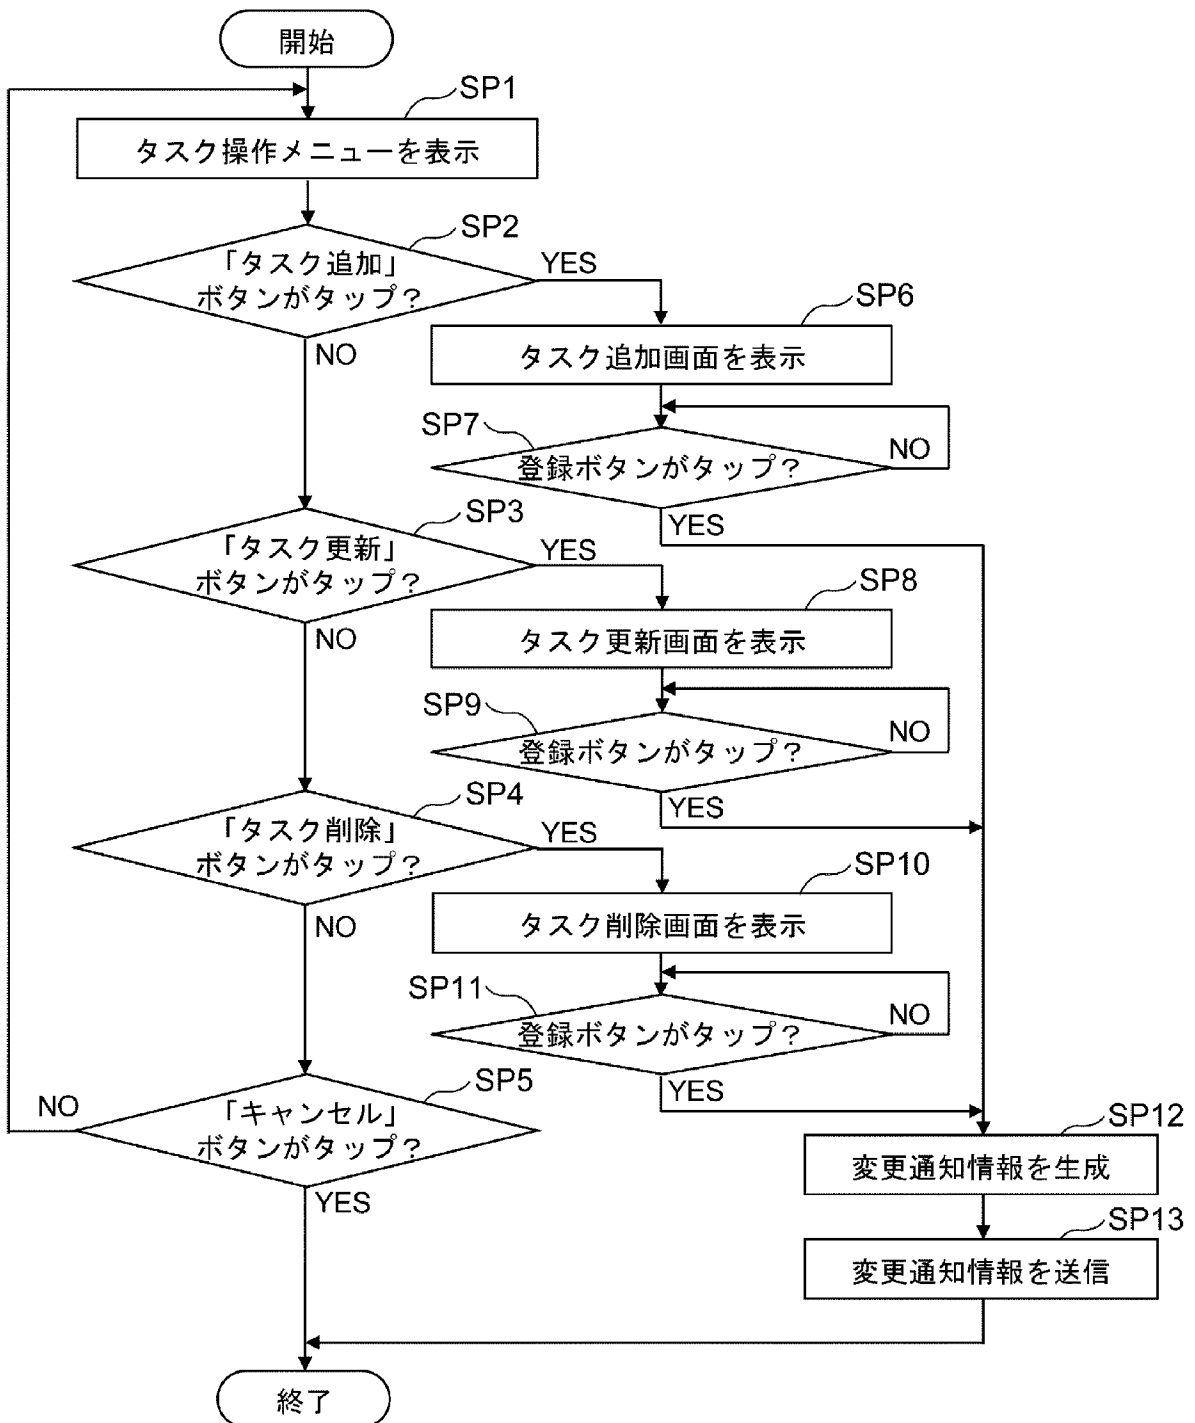 開始
SP1
タスク操作メニューを表示
SP2
「タスク追加」
ボタンがタップ？
YES
NO
SP6
タスク追加画面を表示
SP7
登録ボタンがタップ？
NO
YES
SP3
「タスク更新」
ボタンがタップ？
YES
NO
SP8
タスク更新画面を表示
SP9
登録ボタンがタップ？
NO
YES
SP4
「タスク削除」
ボタンがタップ？
YES
NO
SP10
タスク削除画面を表示
SP11
登録ボタンがタップ？
NO
YES
SP5
「キャンセル」
ボタンがタップ？
NO
YES
SP12
変更通知情報を生成
SP13
変更通知情報を送信
終了